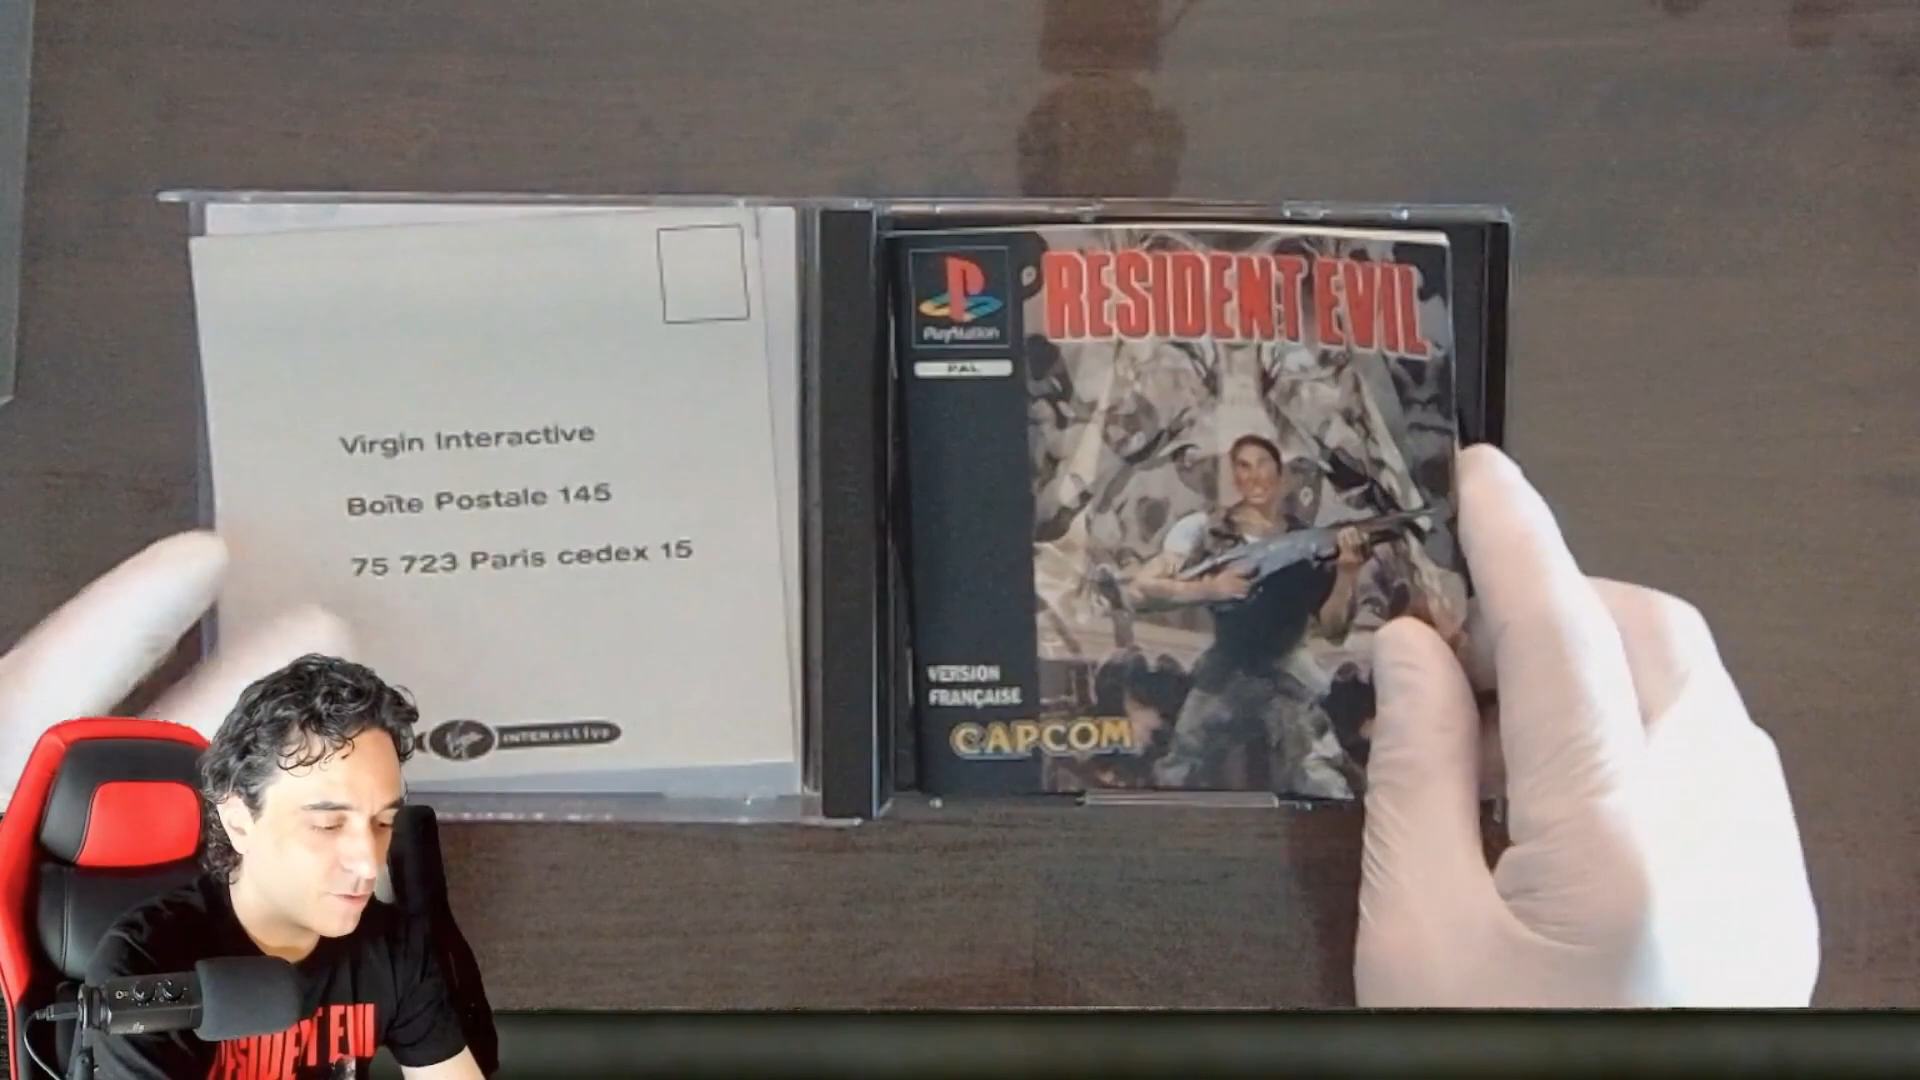 Virgin Interactive
Boîte Postale 145
75 723 Paris cedex 15
Virgin INTERactive
PlayStation
PAL
RESIDENT EVIL
VERSION
FRANÇAISE
CAPCOM
RESIDENT EVIL